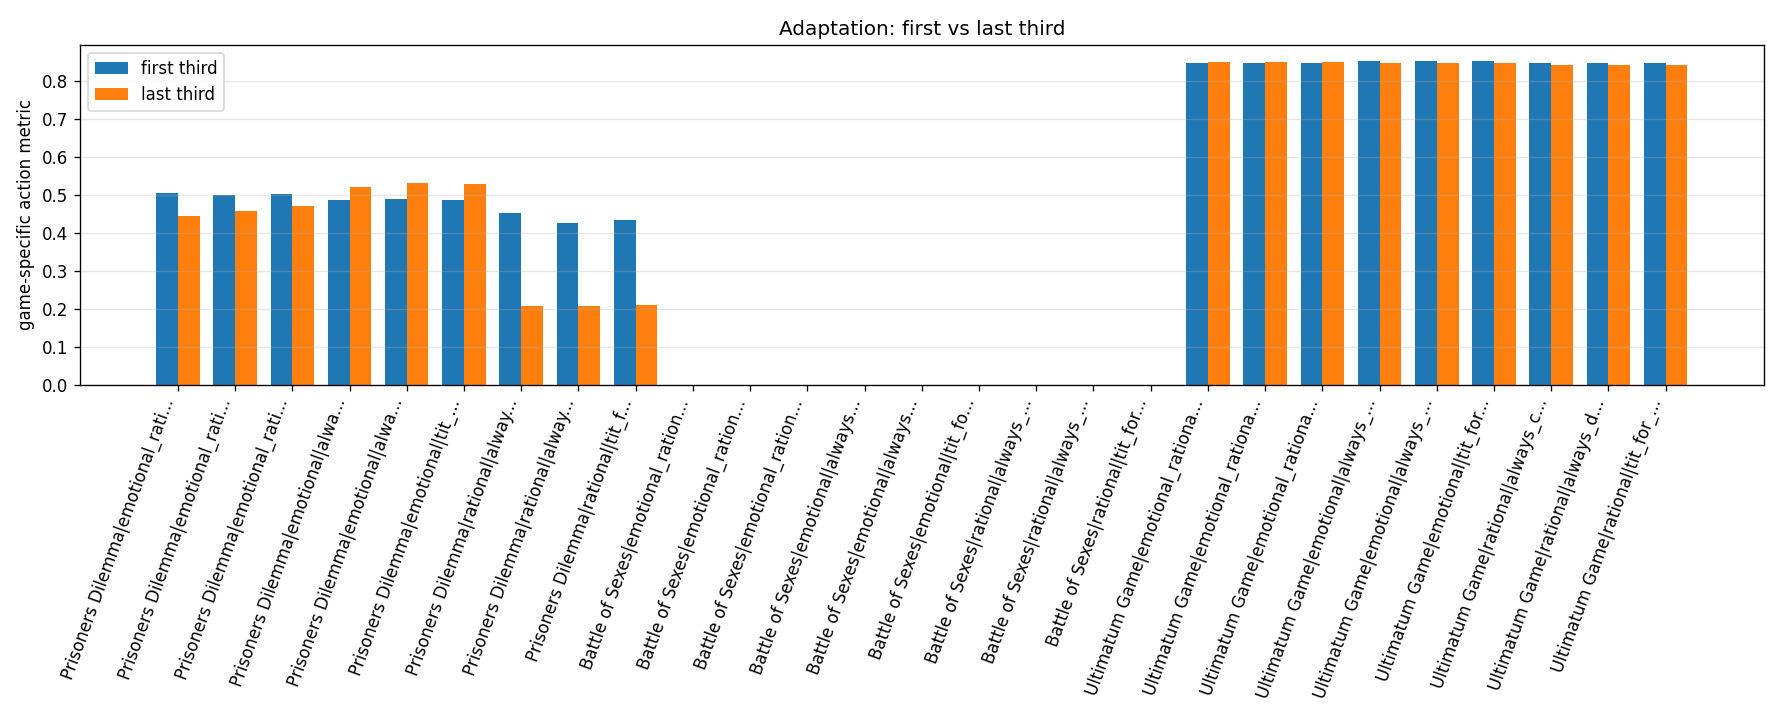 Adaptation: first vs last third
first third
last third
game-specific action metric
0.8
0.7
0.6
0.5
0.4
0.3
0.2
0.1
0.0
Prisoners Dilemma|emotional_rati...
Prisoners Dilemma|emotional_rati...
Prisoners Dilemma|emotional_rati...
Prisoners Dilemma|emotional|alwa...
Prisoners Dilemma|emotional|alwa...
Prisoners Dilemma|emotional|tit_...
Prisoners Dilemma|rational|alway...
Prisoners Dilemma|rational|alway...
Prisoners Dilemma|rational|tit_f...
Battle of Sexes|emotional_ration...
Battle of Sexes|emotional_ration...
Battle of Sexes|emotional_ration...
Battle of Sexes|emotional|always...
Battle of Sexes|emotional|always...
Battle of Sexes|emotional|tit_fo...
Battle of Sexes|rational|always_...
Battle of Sexes|rational|always_...
Battle of Sexes|rational|tit_for...
Ultimatum Game|emotional_rationa...
Ultimatum Game|emotional_rationa...
Ultimatum Game|emotional_rationa...
Ultimatum Game|emotional|always_...
Ultimatum Game|emotional|always_...
Ultimatum Game|emotional|tit_for...
Ultimatum Game|rational|always_c...
Ultimatum Game|rational|always_d...
Ultimatum Game|rational|tit_for_...